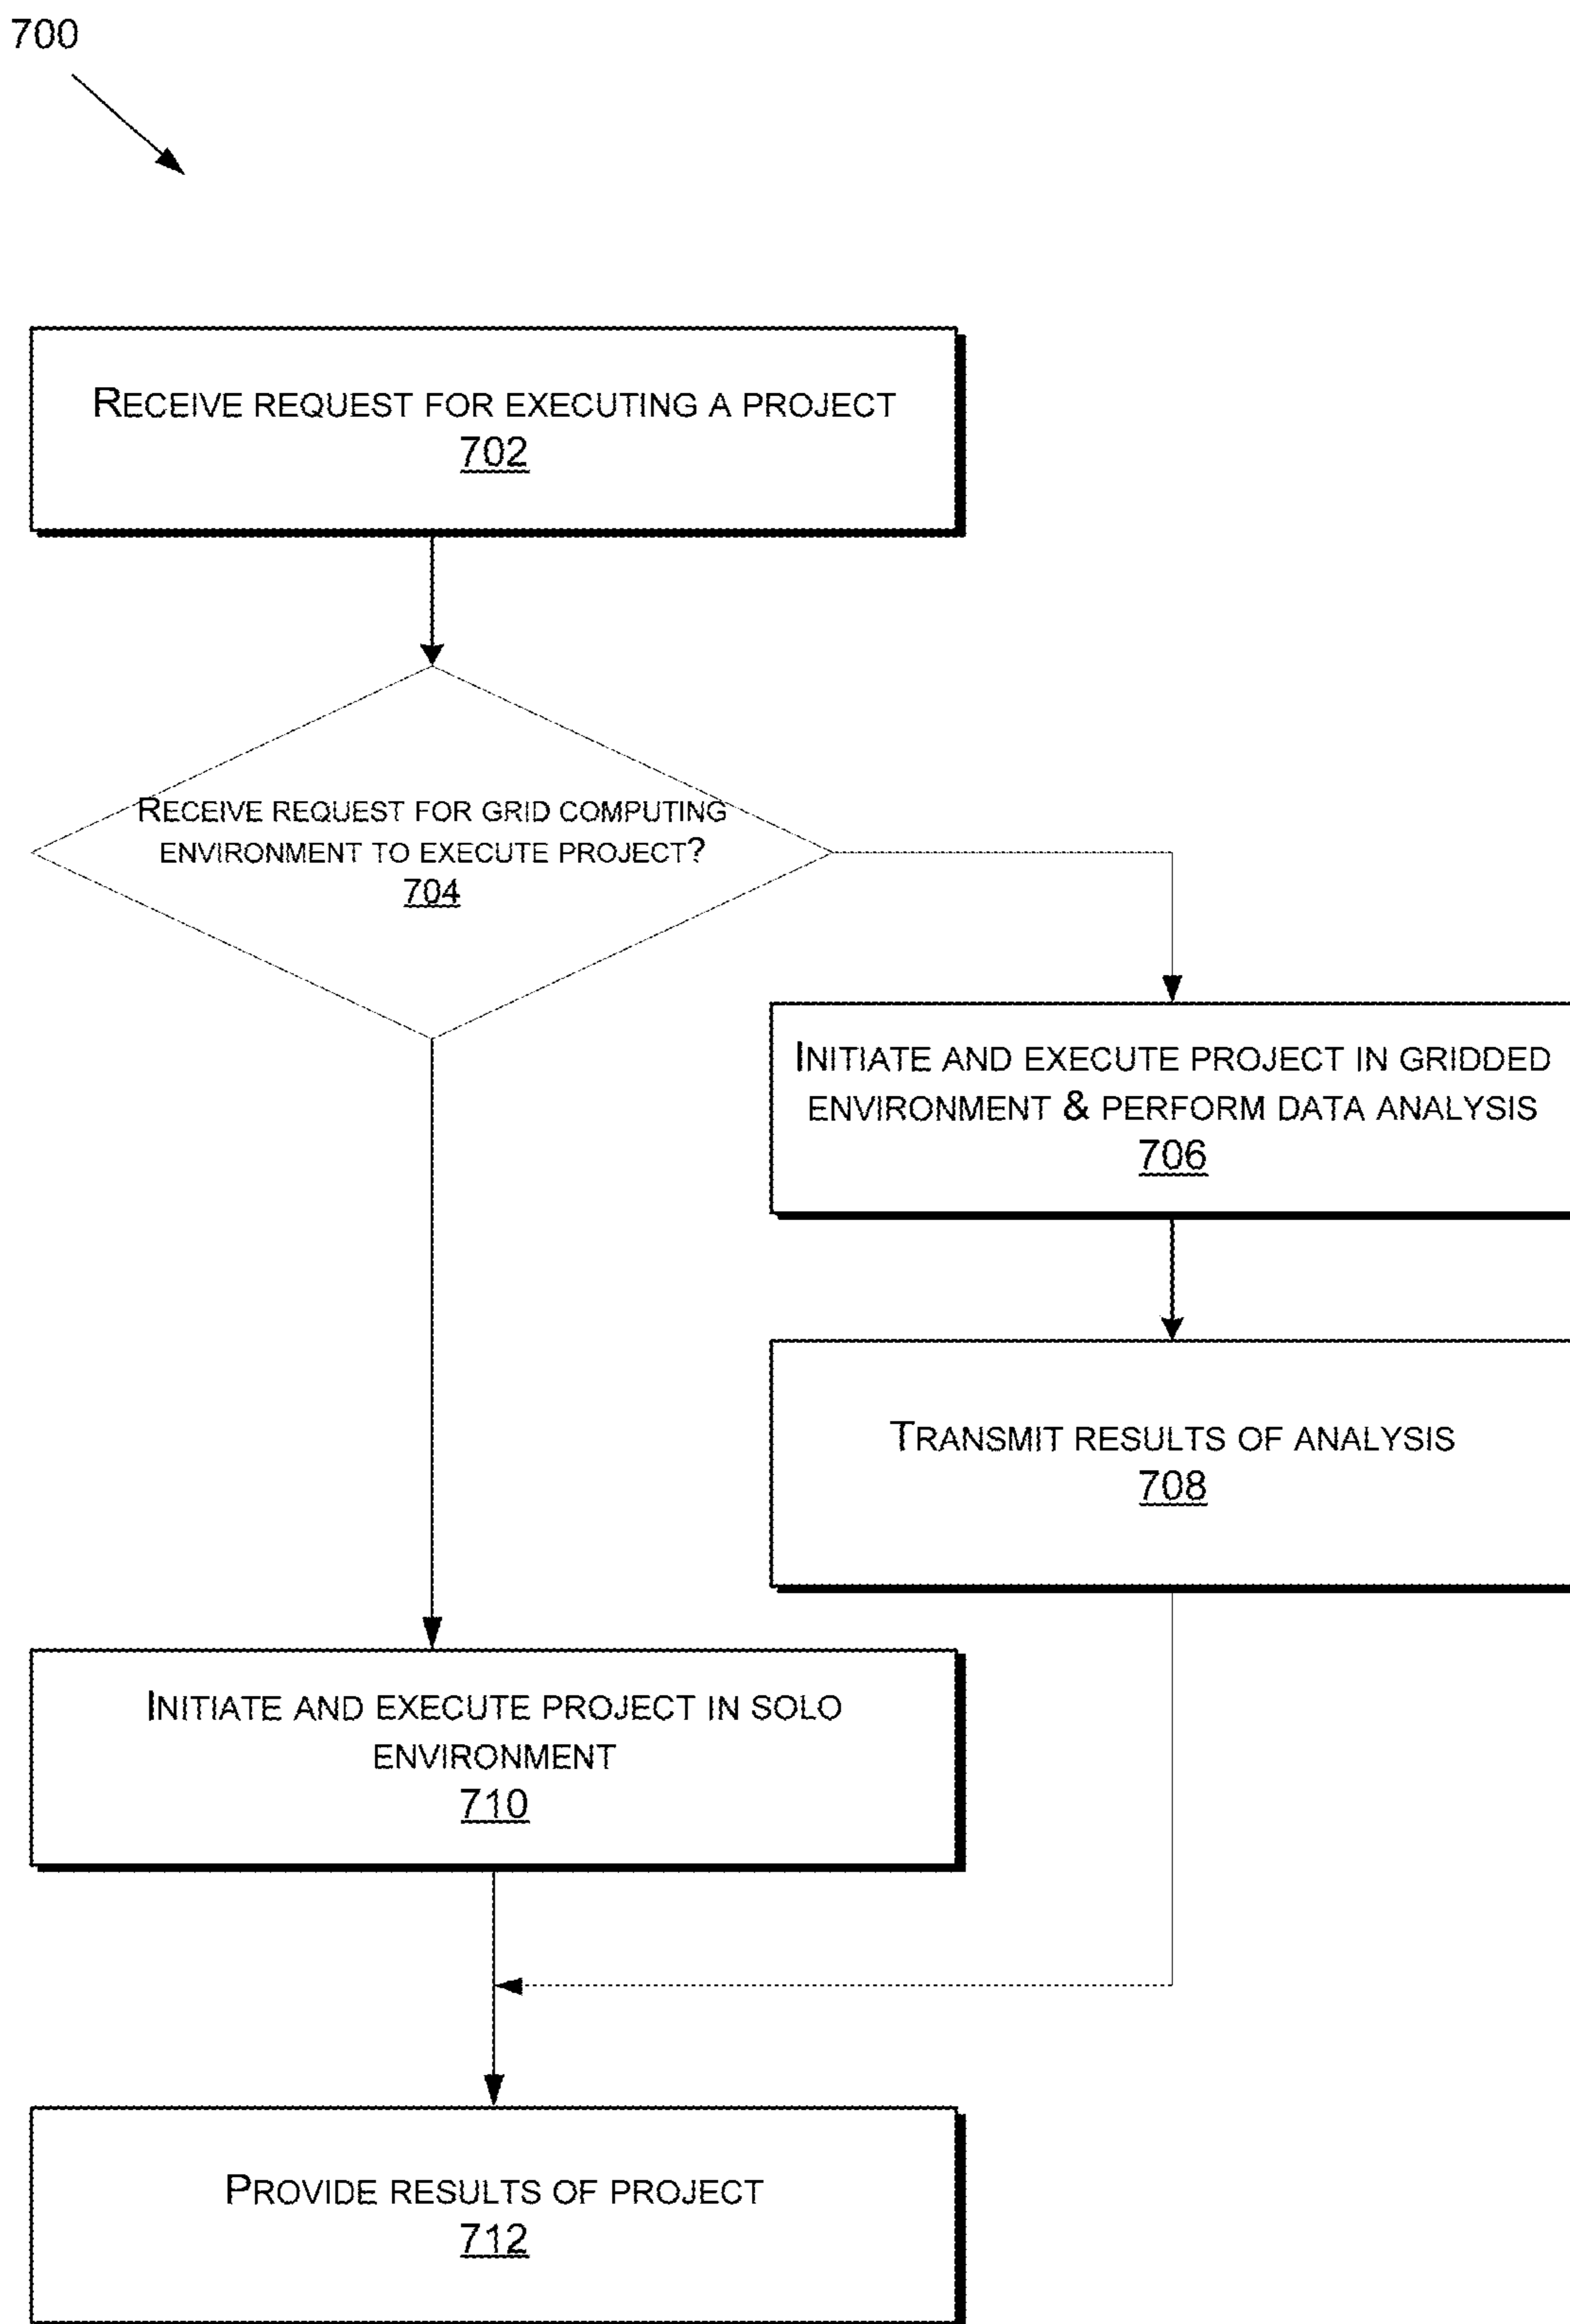 700
RECEIVE REQUEST FOR EXECUTING A PROJECT
702
RECEIVE REQUEST FOR GRID COMPUTING
ENVIRONMENT TO EXECUTE PROJECT?
704
INITIATE AND EXECUTE PROJECT IN GRIDDED
ENVIRONMENT & PERFORM DATA ANALYSIS
706
TRANSMIT RESULTS OF ANALYSIS
708
INITIATE AND EXECUTE PROJECT IN SOLO
ENVIRONMENT
710
PROVIDE RESULTS OF PROJECT
712